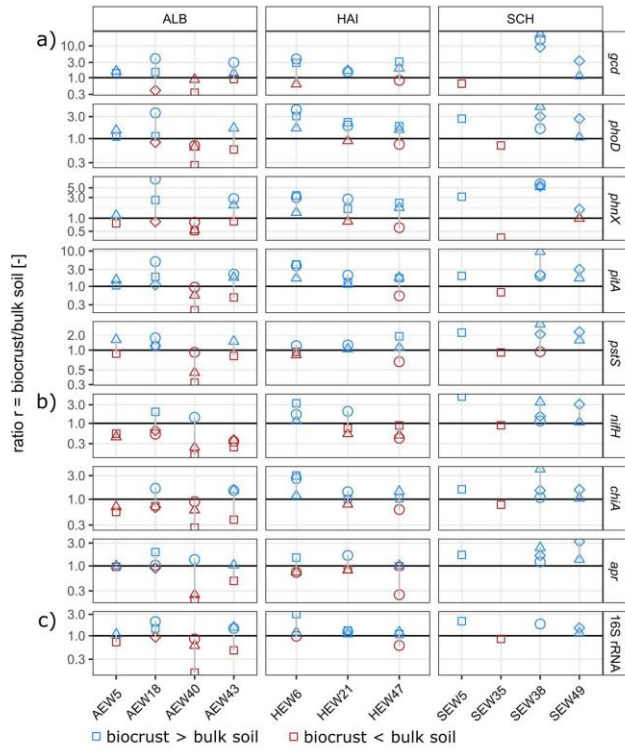 ALB HAI SCH
a)
10.0
3.0
1.0
0.3
gcd
3.0
1.0
0.3
phoD
5.0
3.0
1.0
0.5
phnX
10.0
3.0
1.0
0.3
pitA
2.0
1.0
0.5
0.3
pstS
b)
3.0
1.0
0.3
nifH
3.0
1.0
0.3
chiA
3.0
1.0
0.3
apr
c)
3.0
1.0
0.3
16S rRNA
ratio r = biocrust/bulk soil [-]
AEW5 AEW18 AEW40 AEW43 HEW6 HEW21 HEW47 SEW5 SEW35 SEW38 SEW49
biocrust > bulk soil biocrust < bulk soil